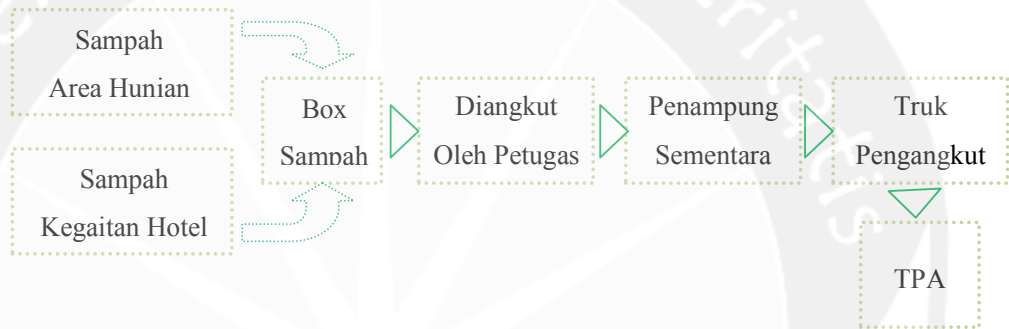 Sampah
Area Hunian
Sampah
Kegaitan Hotel
Box
Sampah
Diangkut
Oleh Petugas
Penampung
Sementara
Truk
Pengangkut
TPA